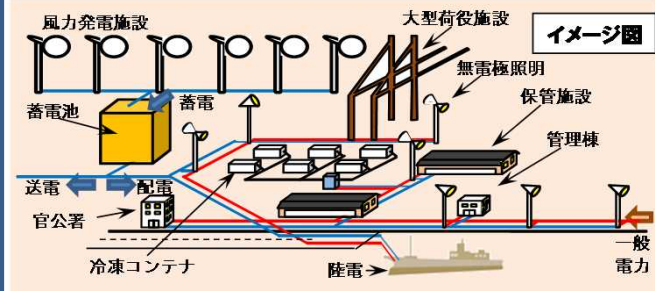 風力発電施設
大型荷役施設
イメージ図
無電極照明
蓄電
保管施設
蓄電池
管理棟
送電
配電
官公署
冷凍コンテナ
陸電
一般
電力